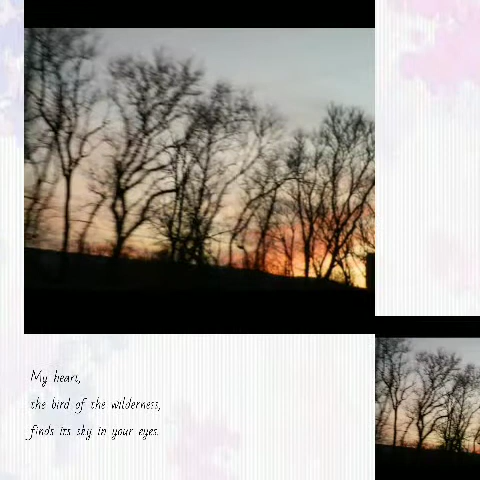 My heart,
the bird of the wilderness,
finds its sky in your eyes.